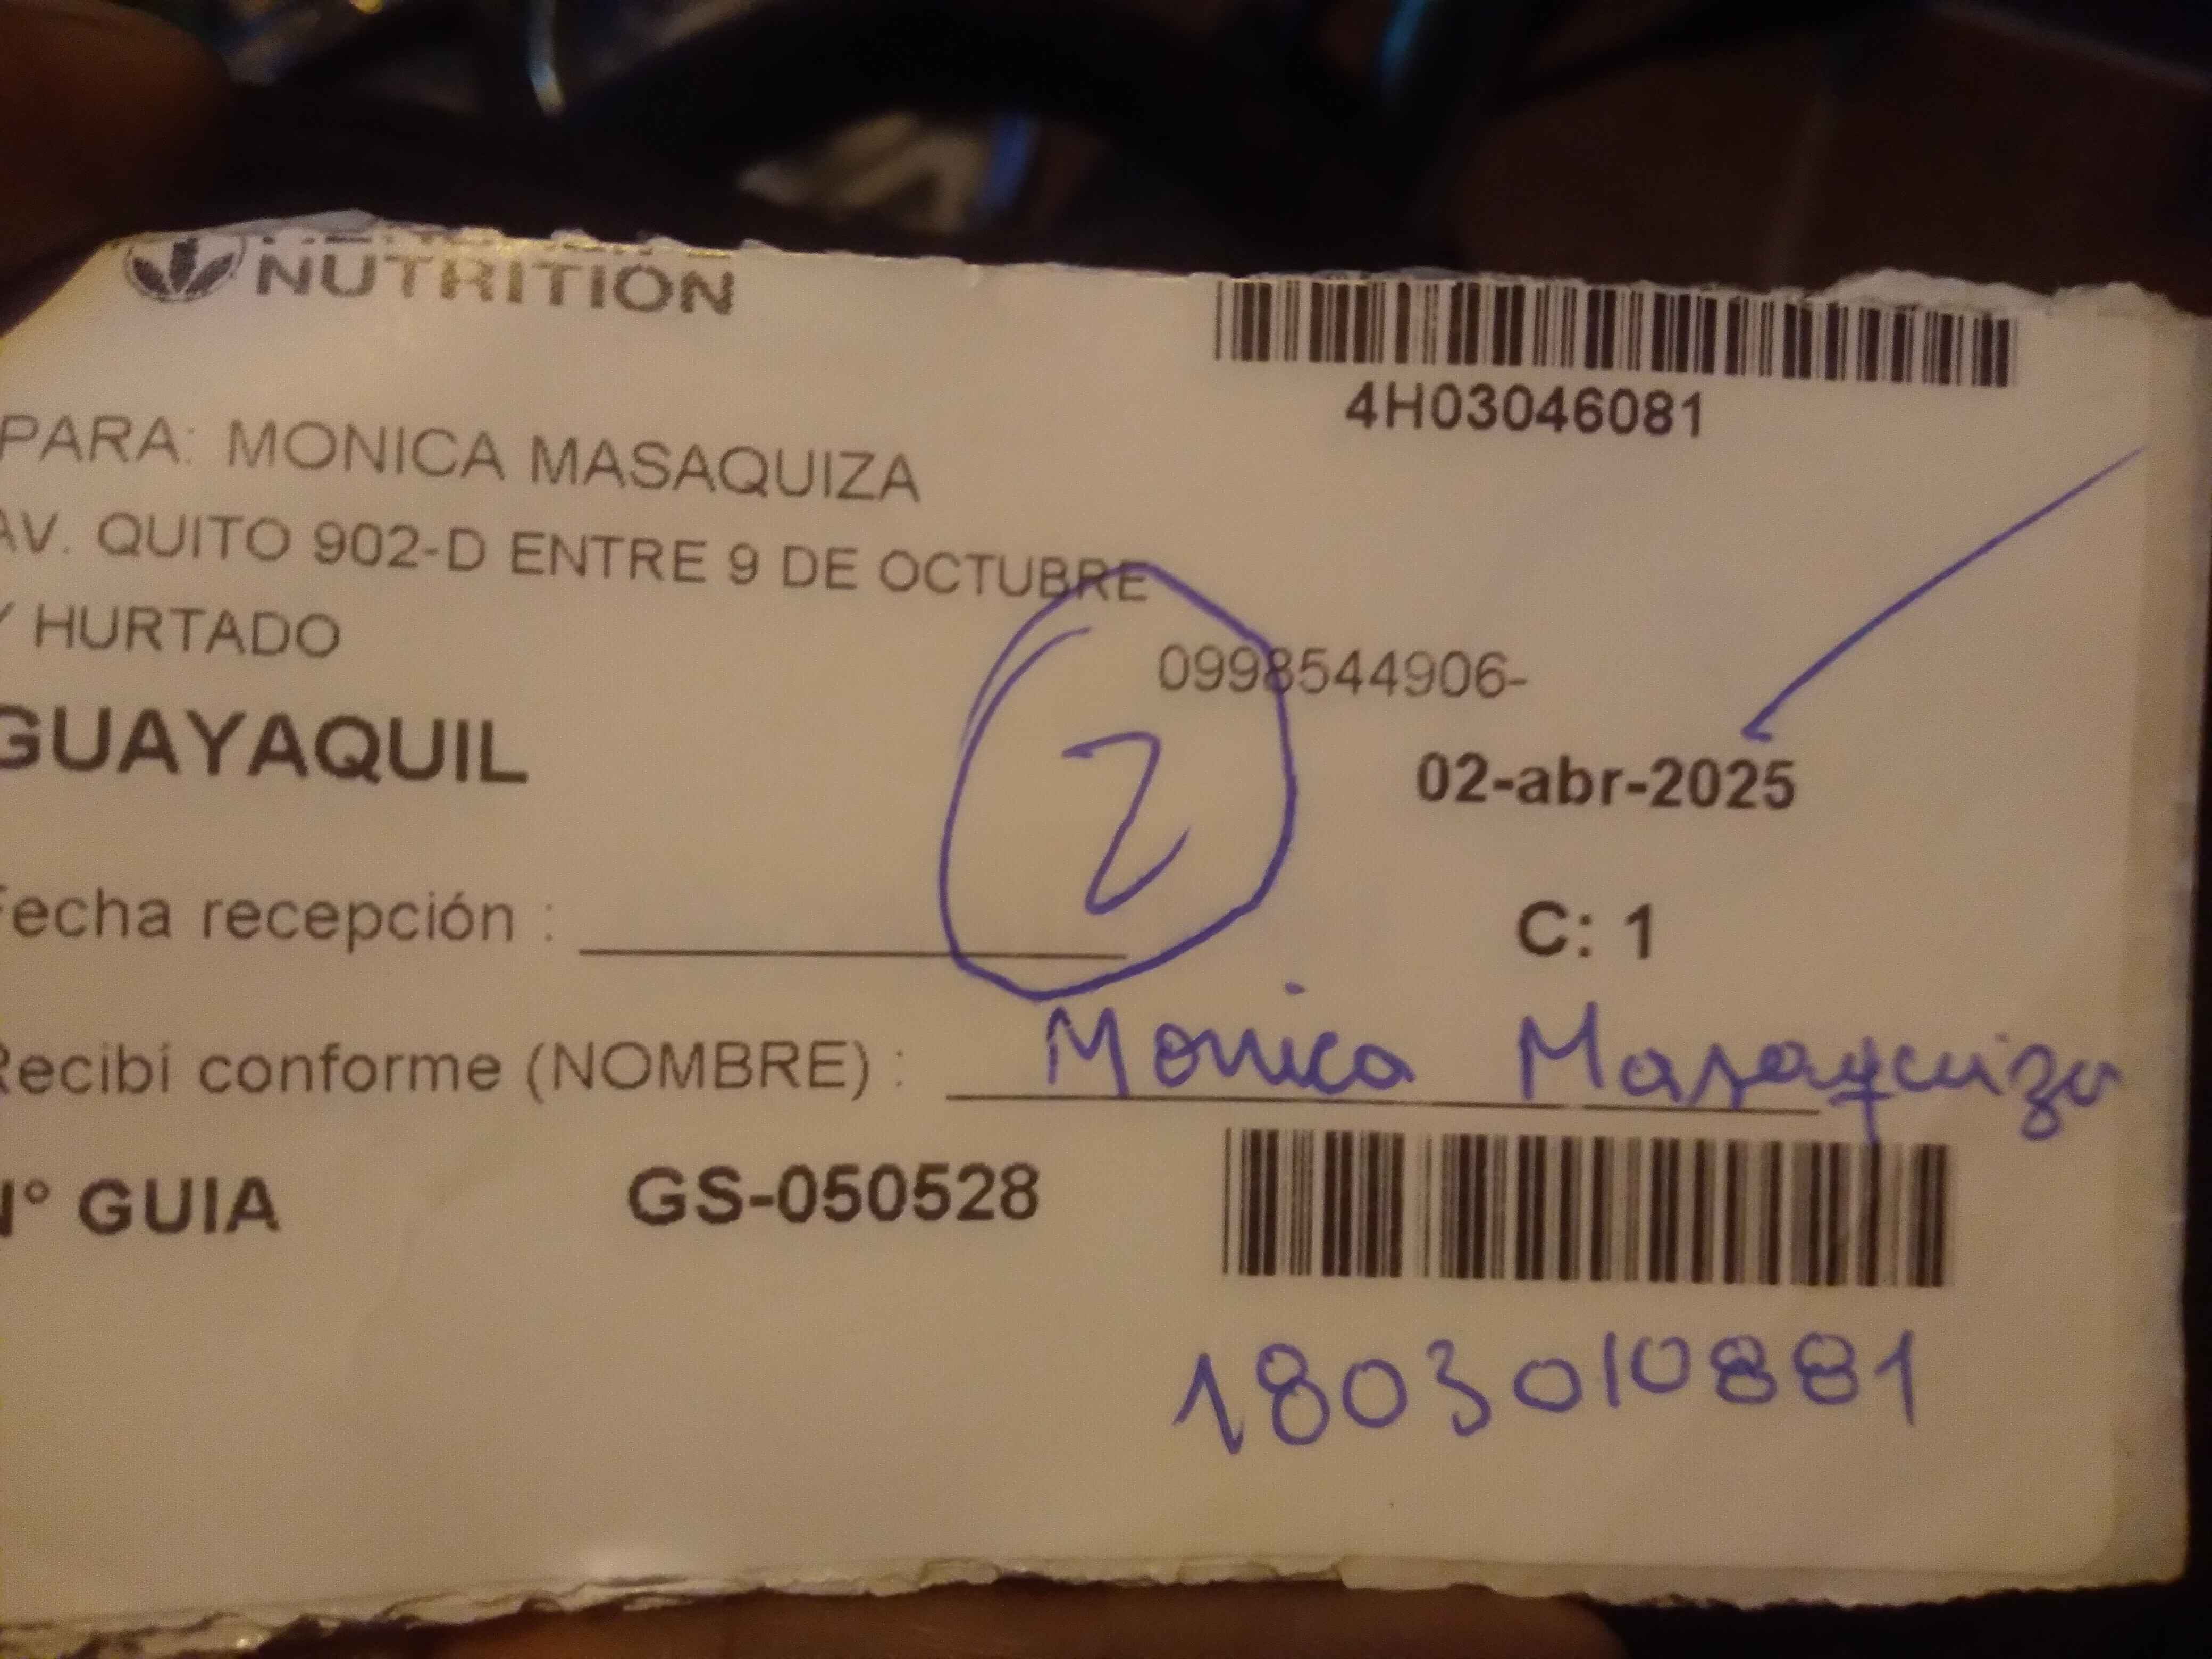 NUTRITION
4H03046081
PARA: MONICA MASAQUIZA
AV. QUITO 902-D ENTRE 9 DE OCTUBRE
Y HURTADO
0998544906-
GUAYAQUIL
02-abr-2025
2
Fecha recepción :
C: 1
Recibí conforme (NOMBRE) : Monica Masaquiza
N° GUIA GS-050528
1803010881